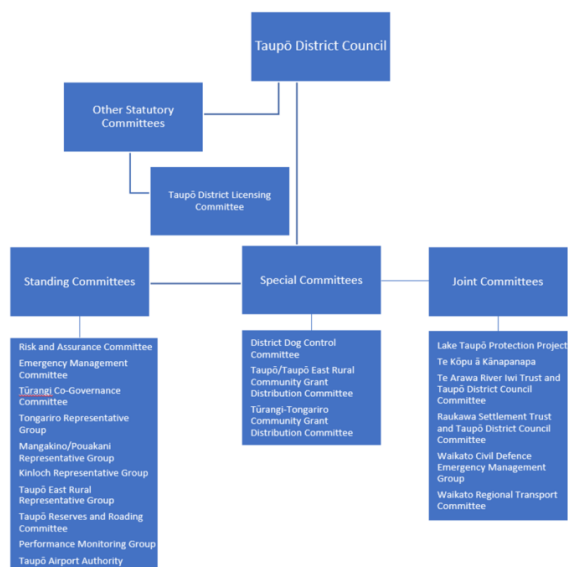 Taupō District Council
Other Statutory
Committees
Taupō District Licensing
Committee
Standing Committees
Special Committees
Joint Committees
Risk and Assurance Committee
Emergency Management
Committee
Tūrangi Co-Governance
Committee
Tongariro Representative
Group
Mangakino/Pouakani
Representative Group
Kinloch Representative Group
Taupō East Rural
Representative Group
Taupō Reserves and Roading
Committee
Performance Monitoring Group
Taupō Airport Authority
District Dog Control
Committee
Taupō/Taupō East Rural
Community Grant
Distribution Committee
Tūrangi-Tongariro
Community Grant
Distribution Committee
Lake Taupō Protection Project
Te Kōpu ā Kānapanapa
Te Arawa River Iwi Trust and
Taupō District Council
Committee
Raukawa Settlement Trust
and Taupō District Council
Committee
Waikato Civil Defence
Emergency Management
Group
Waikato Regional Transport
Committee